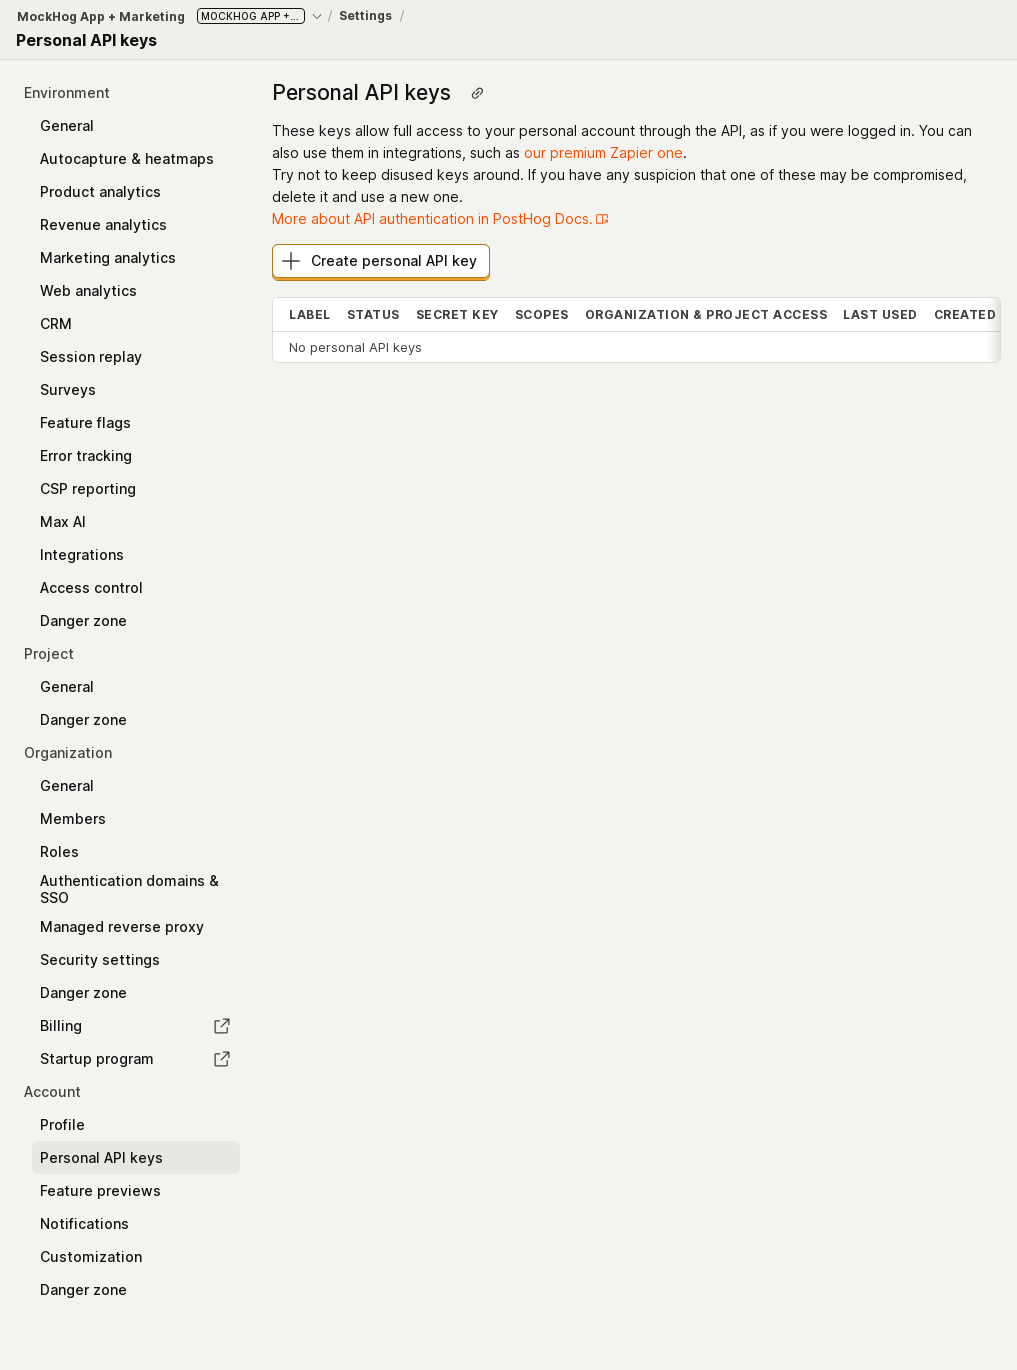 MockHog App + Marketing MOCKHOG APP +... / Settings /
Personal API keys
Environment
General
Autocapture & heatmaps
Product analytics
Revenue analytics
Marketing analytics
Web analytics
CRM
Session replay
Surveys
Feature flags
Error tracking
CSP reporting
Max AI
Integrations
Access control
Danger zone
Project
General
Danger zone
Organization
General
Members
Roles
Authentication domains &
SSO
Managed reverse proxy
Security settings
Danger zone
Billing
Startup program
Account
Profile
Personal API keys
Feature previews
Notifications
Customization
Danger zone
Personal API keys
These keys allow full access to your personal account through the API, as if you were logged in. You can
also use them in integrations, such as our premium Zapier one.
Try not to keep disused keys around. If you have any suspicion that one of these may be compromised,
delete it and use a new one.
More about API authentication in PostHog Docs.
Create personal API key
LABEL STATUS SECRET KEY SCOPES ORGANIZATION & PROJECT ACCESS LAST USED CREATED
No personal API keys